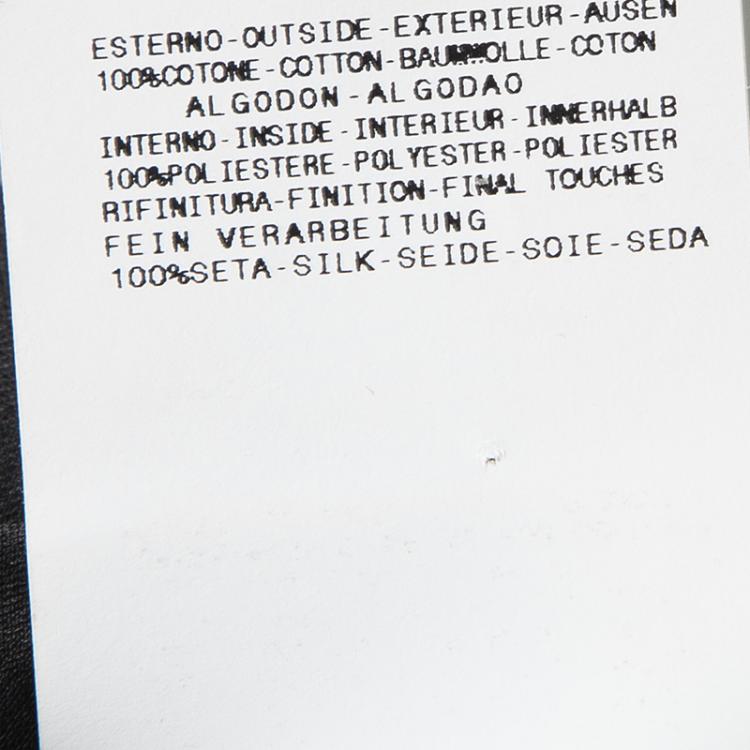 ESTERNO-OUTSIDE-EXTERIEUR-AUSEN
100%COTONE-COTTON-BAUMWOLLE-COTON
ALGODON-ALGODAO
INTERNO-INSIDE-INTERIEUR-INNERHALB
100%POLIESTERE-POLYESTER-POLIESTER
RIFINITURA-FINITION-FINAL TOUCHES
FEIN VERARBEITUNG
100%SETA-SILK-SEIDE-SOIE-SEDA